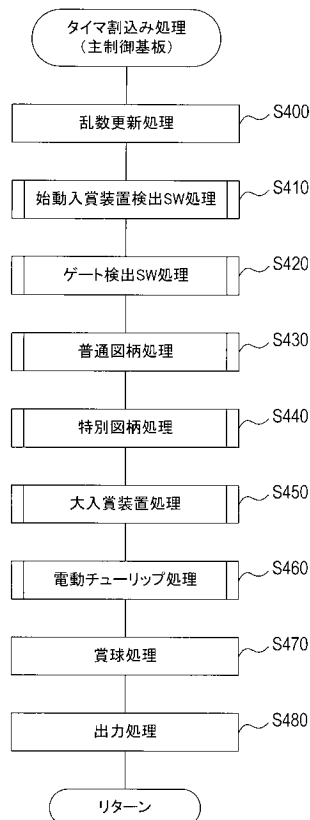 タイマ割込み処理
（主制御基板）
乱数更新処理
S400
始動入賞装置検出SW処理
S410
ゲート検出SW処理
S420
普通図柄処理
S430
特別図柄処理
S440
大入賞装置処理
S450
電動チューリップ処理
S460
賞球処理
S470
出力処理
S480
リターン